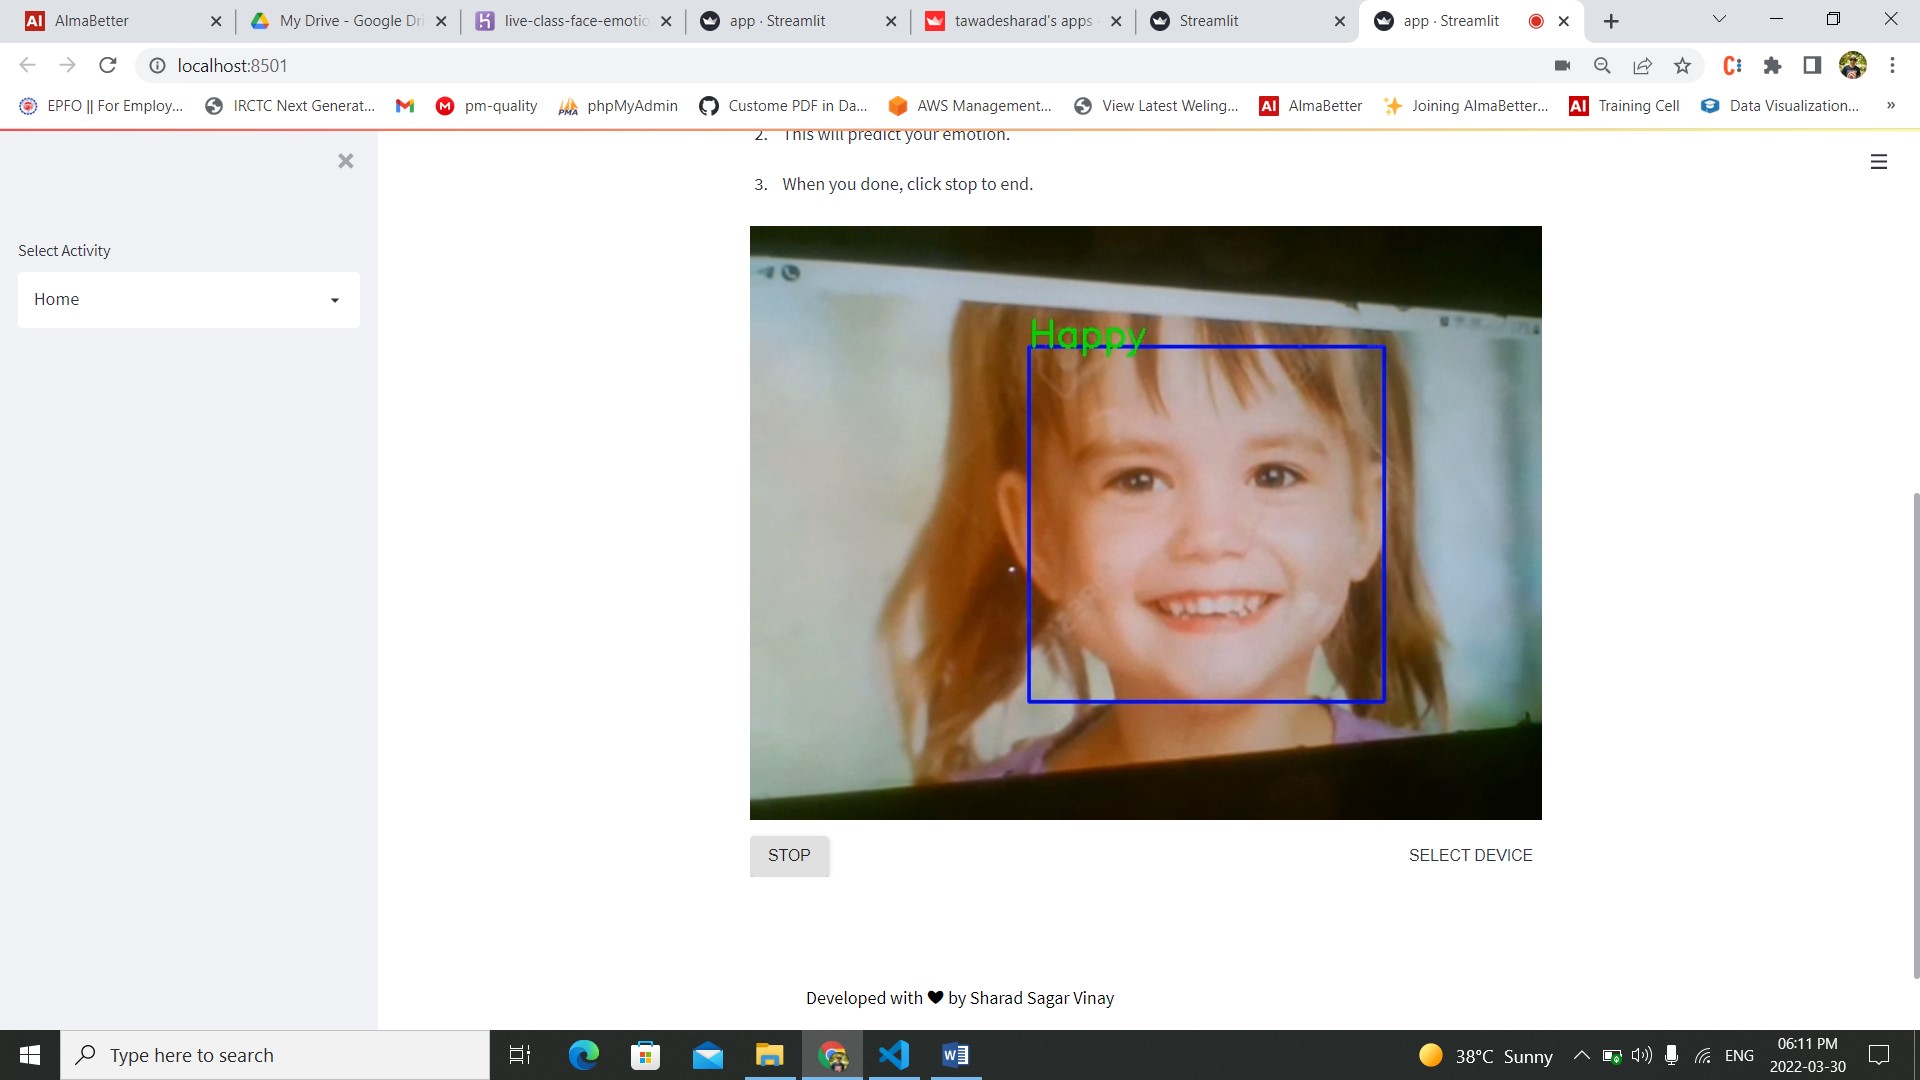 AlmaBetter
My Drive - Google Dri
live-class-face-emotio
app · Streamlit
tawadesharad's apps
Streamlit
app · Streamlit
localhost:8501
EPFO || For Employ...
IRCTC Next Generat...
pm-quality
phpMyAdmin
Custome PDF in Da...
AWS Management...
View Latest Weling...
AlmaBetter
Joining AlmaBetter...
Training Cell
Data Visualization...
2. This will predict your emotion.
3. When you done, click stop to end.
Select Activity
Home
Happy
STOP
SELECT DEVICE
Developed with ❤ by Sharad Sagar Vinay
Type here to search
38°C Sunny
ENG
06:11 PM
2022-03-30